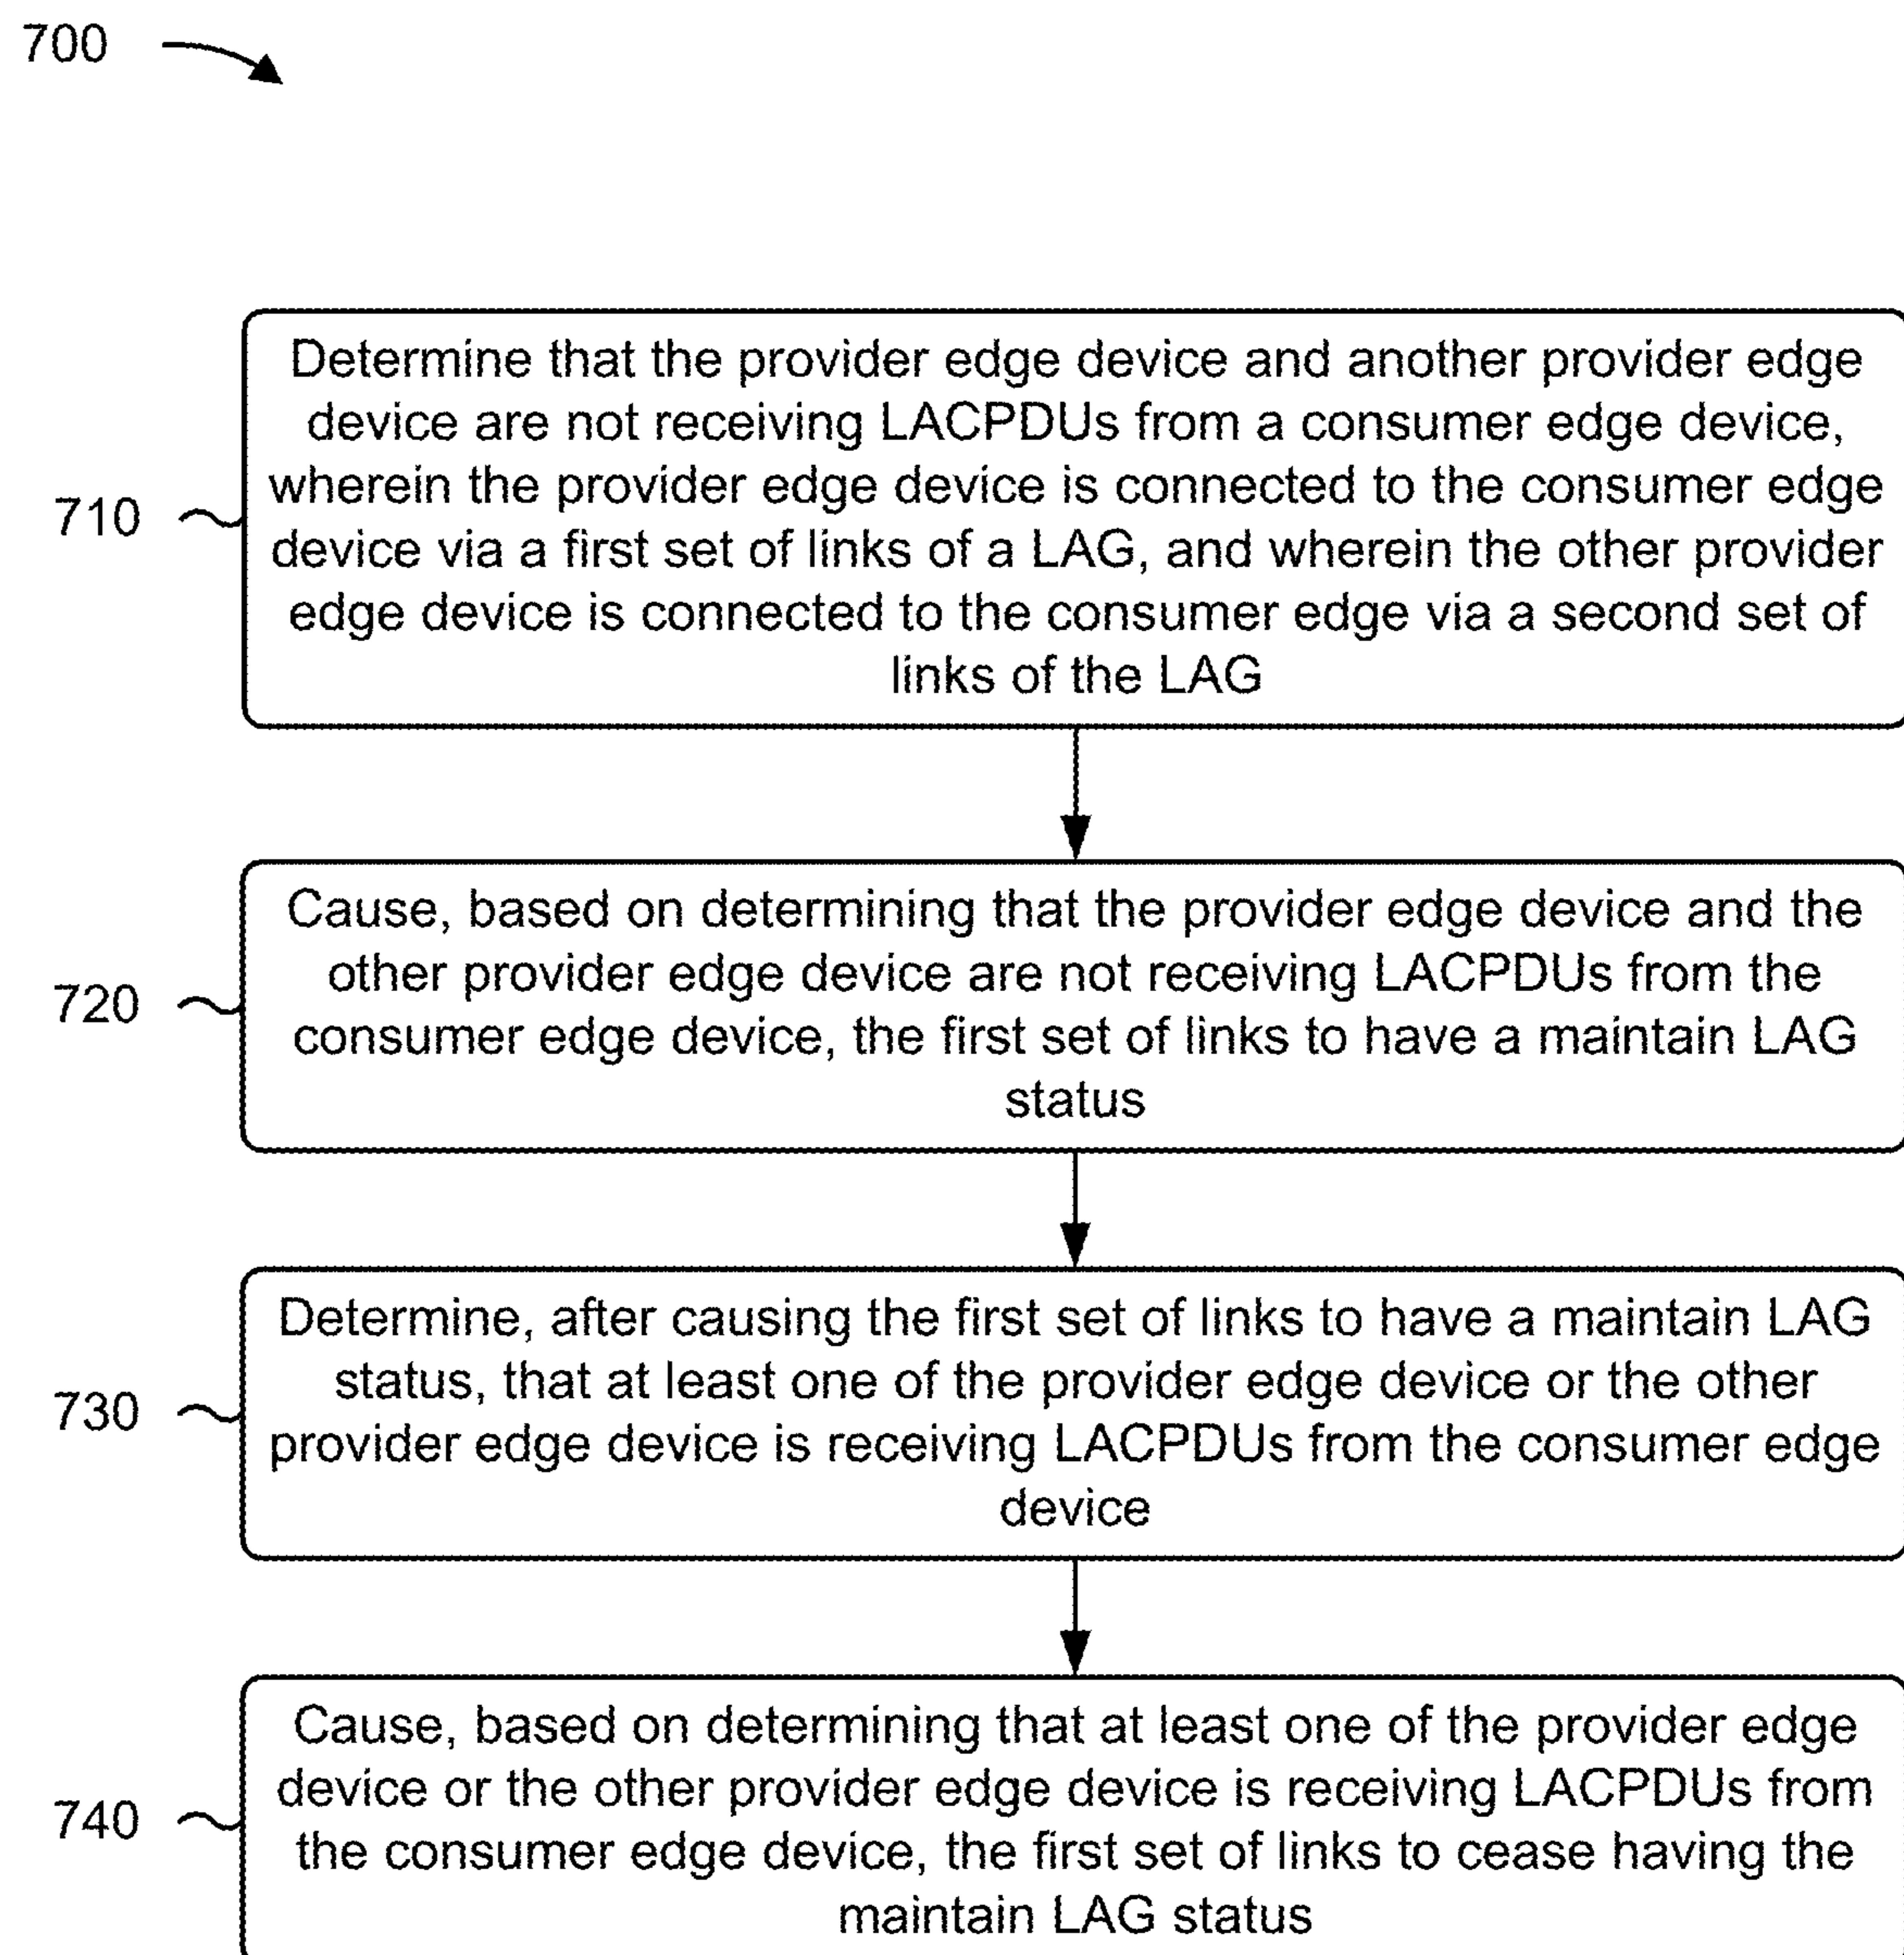 700
Determine that the provider edge device and another provider edge
device are not receiving LACPDUs from a consumer edge device,
wherein the provider edge device is connected to the consumer edge
710
device via a first set of links of a LAG, and wherein the other provider
edge device is connected to the consumer edge via a second set of
links of the LAG
Cause, based on determining that the provider edge device and the
other provider edge device are not receiving LACPDUs from the
720
consumer edge device, the first set of links to have a maintain LAG
status
Determine, after causing the first set of links to have a maintain LAG
status, that at least one of the provider edge device or the other
730
provider edge device is receiving LACPDUs from the consumer edge
device
Cause, based on determining that at least one of the provider edge
device or the other provider edge device is receiving LACPDUs from
740
the consumer edge device, the first set of links to cease having the
maintain LAG status